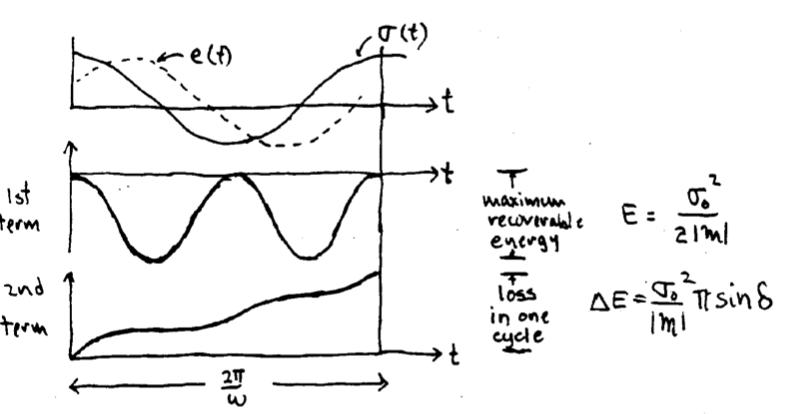 e(t)
σ(t)
t
1st
term
t
maximum
recoverable
energy
E = σ₀² / 2|m|
2nd
term
t
loss
in one
cycle
ΔE = σ₀² / |m| π sin δ
2π / ω